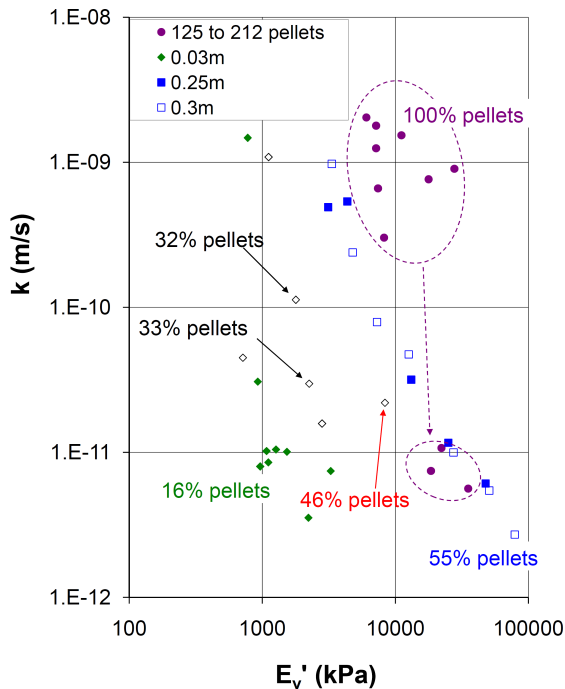 1.E-08
125 to 212 pellets
0.03m
0.25m
0.3m
100% pellets
1.E-09
32% pellets
k (m/s)
1.E-10
33% pellets
1.E-11
16% pellets
46% pellets
55% pellets
1.E-12
100 1000 10000 100000
Ev' (kPa)